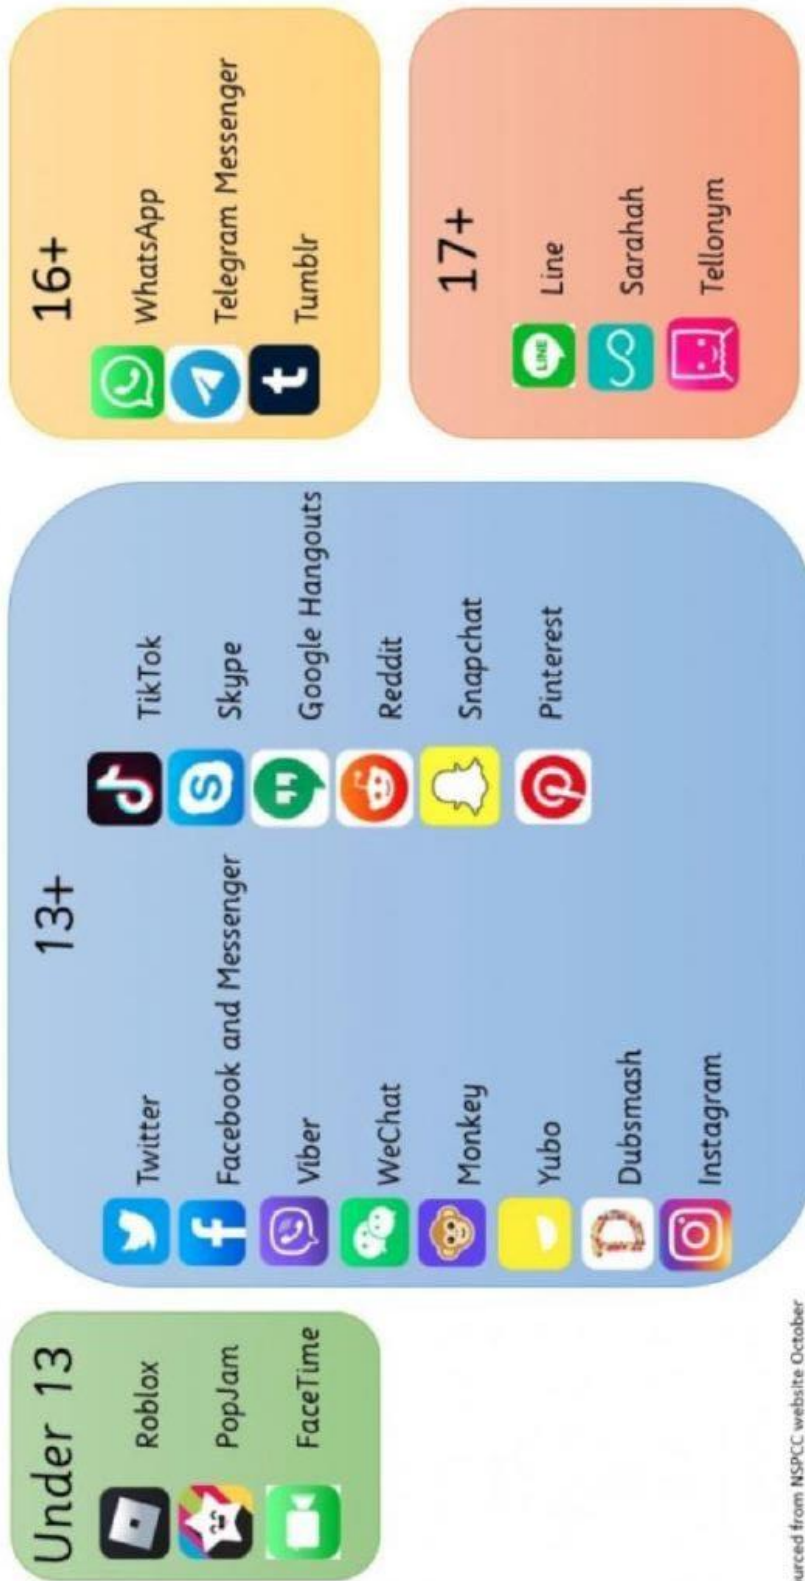 Under 13
Roblox
PopJam
FaceTime
13+
Twitter
Facebook and Messenger
Viber
WeChat
Monkey
Yubo
Dubsmash
Instagram
TikTok
Skype
Google Hangouts
Reddit
Snapchat
Pinterest
16+
WhatsApp
Telegram Messenger
Tumblr
17+
LINE
Line
Sarahah
Tellonym
from NSPCC website October